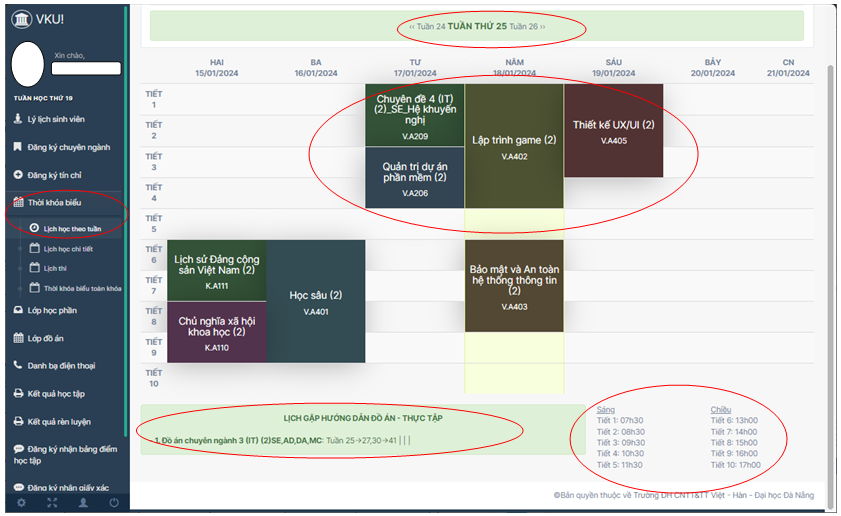 VKU!
Xin chào,
TUẦN HỌC THỨ 19
Lý lịch sinh viên
Đăng ký chuyên ngành
Đăng ký tín chỉ
Thời khóa biểu
Lịch học theo tuần
Lịch học chi tiết
Lịch thi
Thời khóa biểu toàn khóa
Lớp học phần
Lớp đồ án
Danh bạ điện thoại
Kết quả học tập
Kết quả rèn luyện
Đăng ký nhận bảng điểm
học tập
Đăng ký nhận giấy xác
‹‹ Tuần 24 TUẦN THỨ 25 Tuần 26 ››
HAI BA TƯ NĂM SÁU BẢY CN
15/01/2024 16/01/2024 17/01/2024 18/01/2024 19/01/2024 20/01/2024 21/01/2024
TIẾT
1
TIẾT
2
TIẾT
3
TIẾT
4
TIẾT
5
TIẾT
6
TIẾT
7
TIẾT
8
TIẾT
9
TIẾT
10
Chuyên đề 4 (IT)
(2)_SE_Hệ khuyến
nghị
V.A209
Quản trị dự án
phần mềm (2)
V.A206
Lập trình game (2)
V.A402
Thiết kế UX/UI (2)
V.A405
Lịch sử Đảng cộng
sản Việt Nam (2)
K.A111
Chủ nghĩa xã hội
khoa học (2)
K.A110
Học sâu (2)
V.A401
Bảo mật và An toàn
hệ thống thông tin
(2)
V.A403
LỊCH GẶP HƯỚNG DẪN ĐỒ ÁN - THỰC TẬP
1. Đồ án chuyên ngành 3 (IT) (2)SE,AD,DA,MC: Tuần 25→27,30→41 | | |
Sáng
Tiết 1: 07h30
Tiết 2: 08h30
Tiết 3: 09h30
Tiết 4: 10h30
Tiết 5: 11h30
Chiều
Tiết 6: 13h00
Tiết 7: 14h00
Tiết 8: 15h00
Tiết 9: 16h00
Tiết 10: 17h00
©Bản quyền thuộc về Trường ĐH CNTT&TT Việt - Hàn - Đại học Đà Nẵng